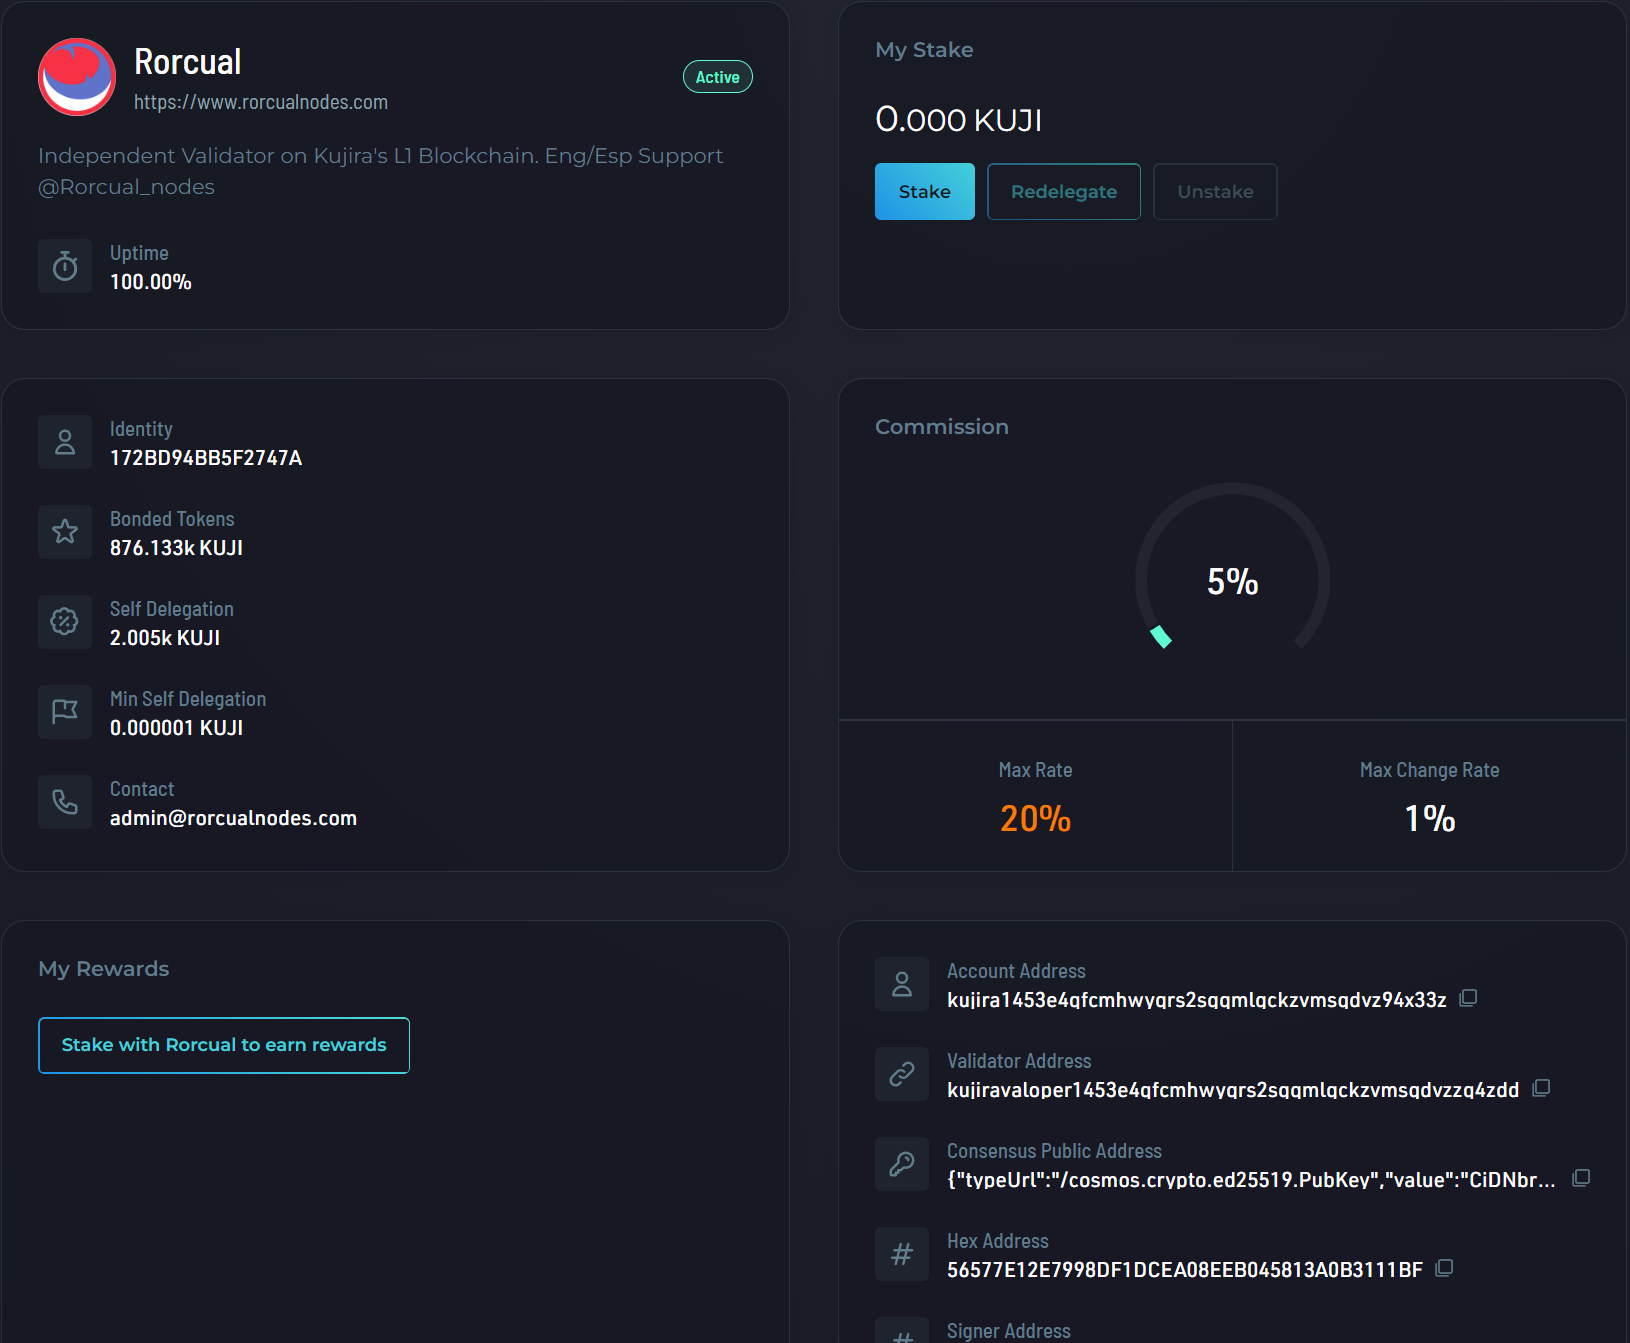 Rorcual
https://www.rorcualnodes.com
Active
Independent Validator on Kujira's L1 Blockchain. Eng/Esp Support
@Rorcual_nodes
Uptime
100.00%
My Stake
0.000 KUJI
Stake
Redelegate
Unstake
Identity
172BD94BB5F2747A
Bonded Tokens
876.133k KUJI
Self Delegation
2.005k KUJI
Min Self Delegation
0.000001 KUJI
Contact
admin@rorcualnodes.com
Commission
5%
Max Rate
20%
Max Change Rate
1%
My Rewards
Stake with Rorcual to earn rewards
Account Address
kujira1453e4qfcmhwyqrs2sqqmlqckzvmsqdvz94x33z
Validator Address
kujiravaloper1453e4qfcmhwyqrs2sqqmlqckzvmsqdvzzq4zdd
Consensus Public Address
{"typeUrl":"/cosmos.crypto.ed25519.PubKey","value":"CiDNbr...
Hex Address
56577E12E7998DF1DCEA08EEB045813A0B3111BF
Signer Address